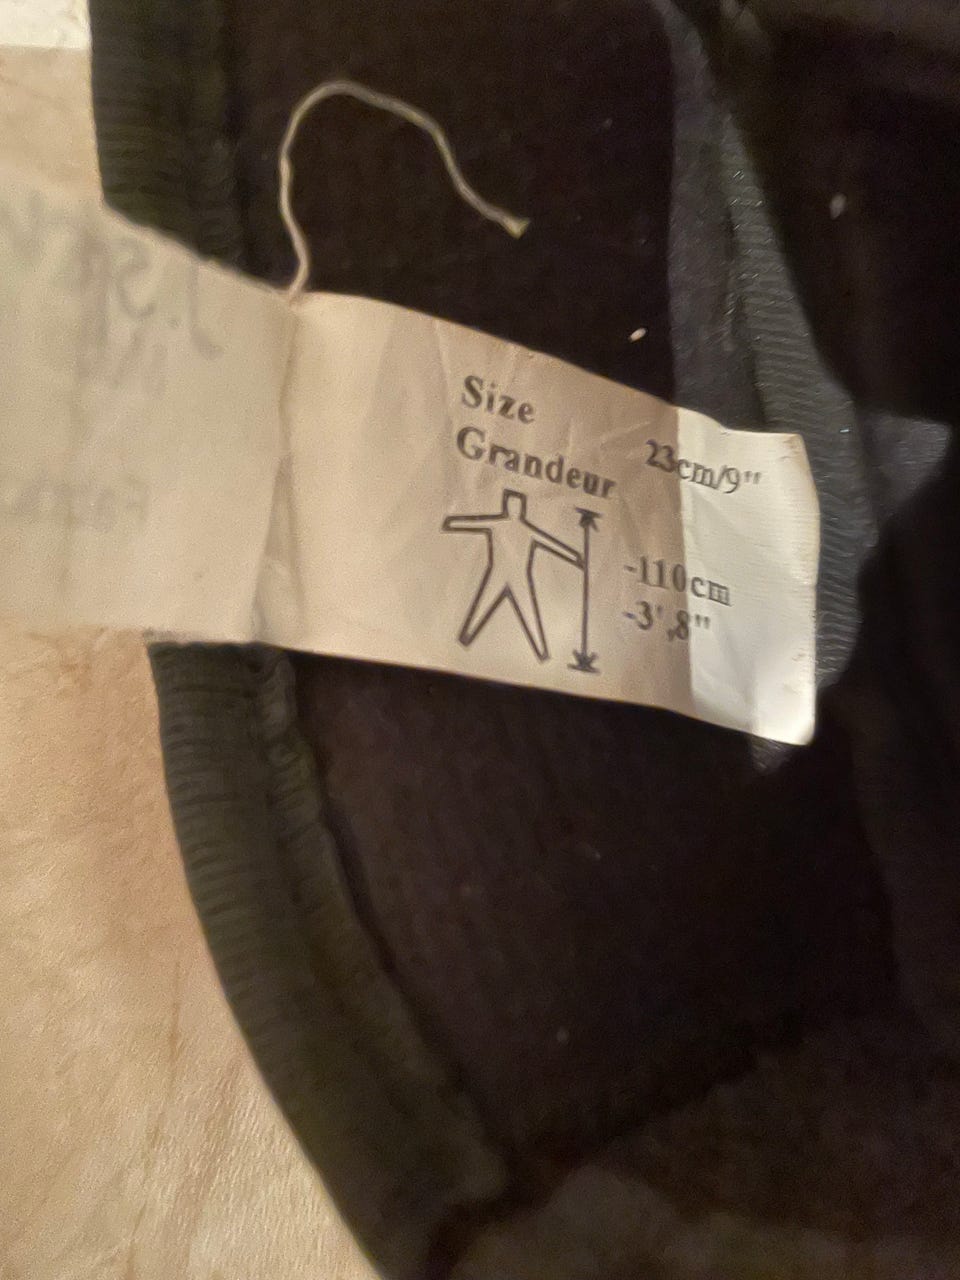 Size
Grandeur
23cm/9"
-110cm
-3',8"